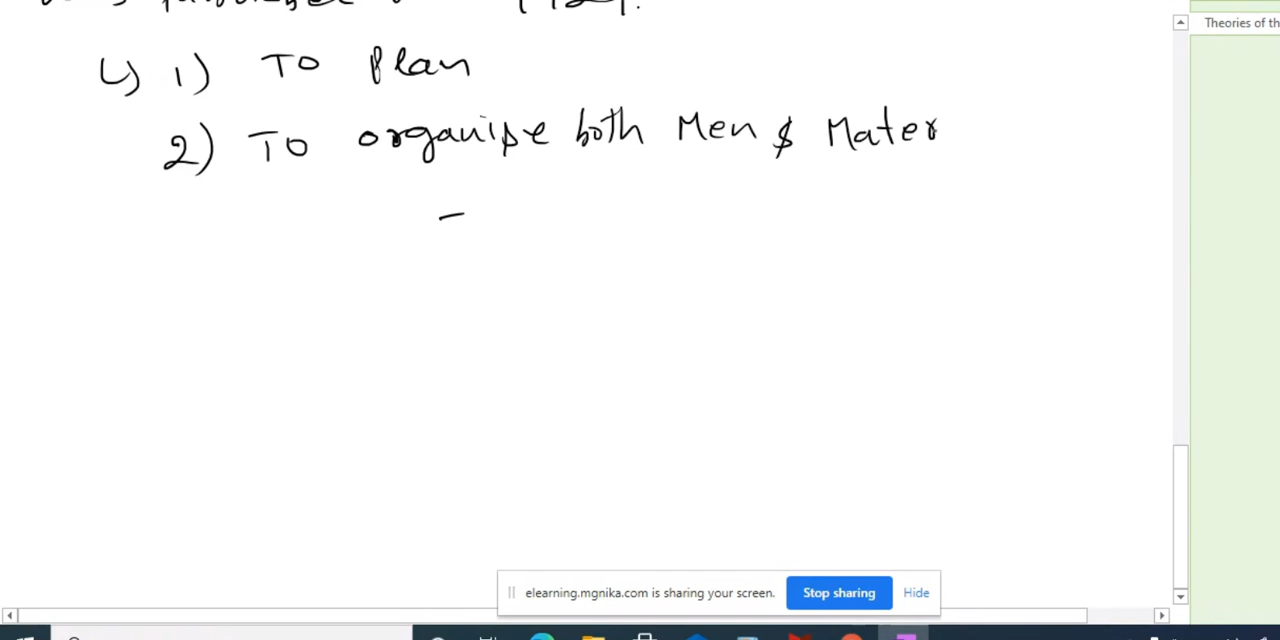 Theories of th
1) To Plan
2) To organise both Men & Mater
elearning.mgnika.com is sharing your screen. Stop sharing Hide